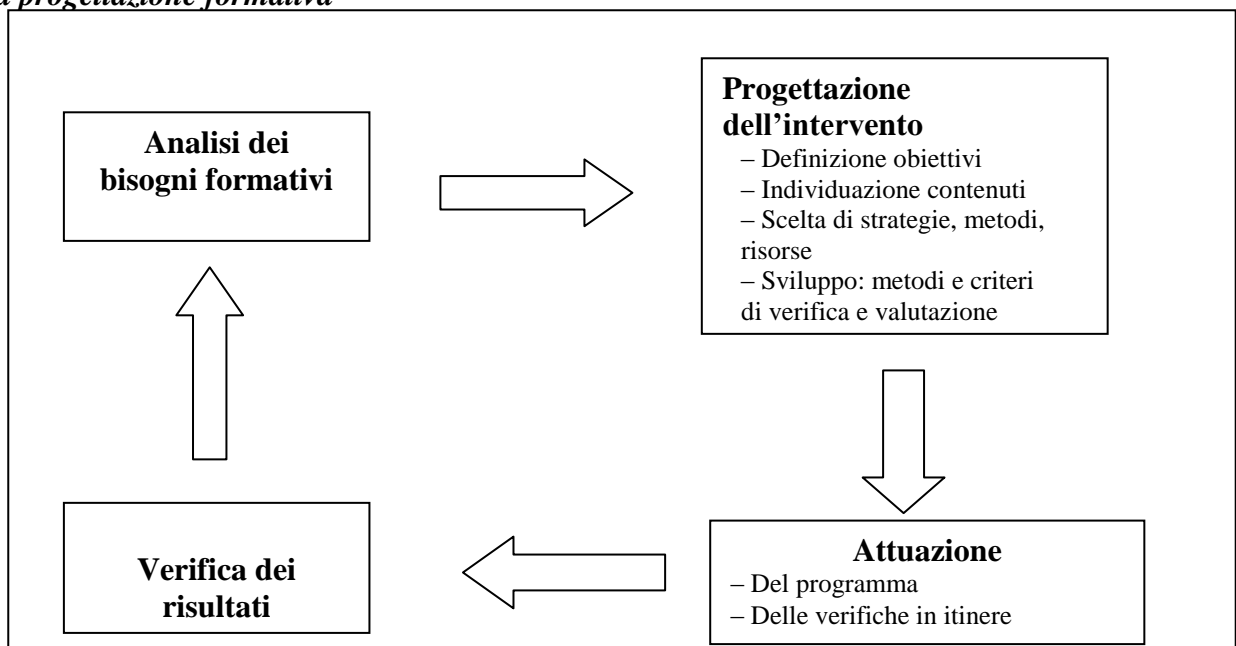 progettazione formativa
Analisi dei
bisogni formativi
Progettazione
dell’intervento
– Definizione obiettivi
– Individuazione contenuti
– Scelta di strategie, metodi,
risorse
– Sviluppo: metodi e criteri
di verifica e valutazione
Attuazione
– Del programma
– Delle verifiche in itinere
Verifica dei
risultati